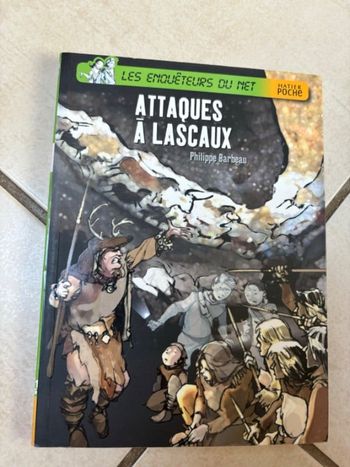 LES ENQUÊTEURS DU NET
HATIER
POCHE
ATTAQUES
À LASCAUX
Philippe Barbeau